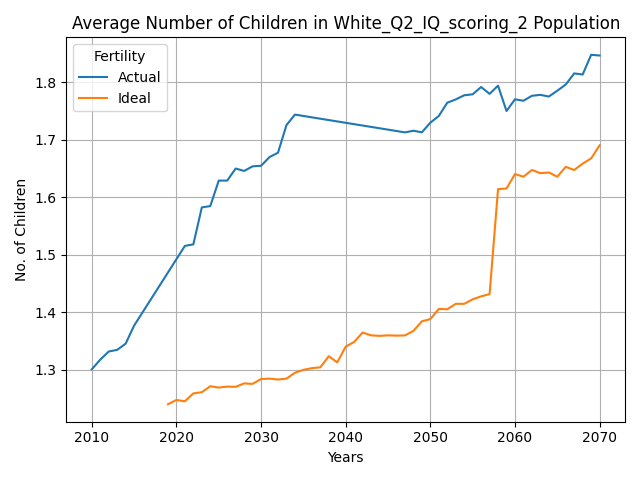 Average Number of Children in White_Q2_IQ_scoring_2 Population
Fertility
Actual
Ideal
No. of Children
1.8
1.7
1.6
1.5
1.4
1.3
2010 2020 2030 2040 2050 2060 2070
Years